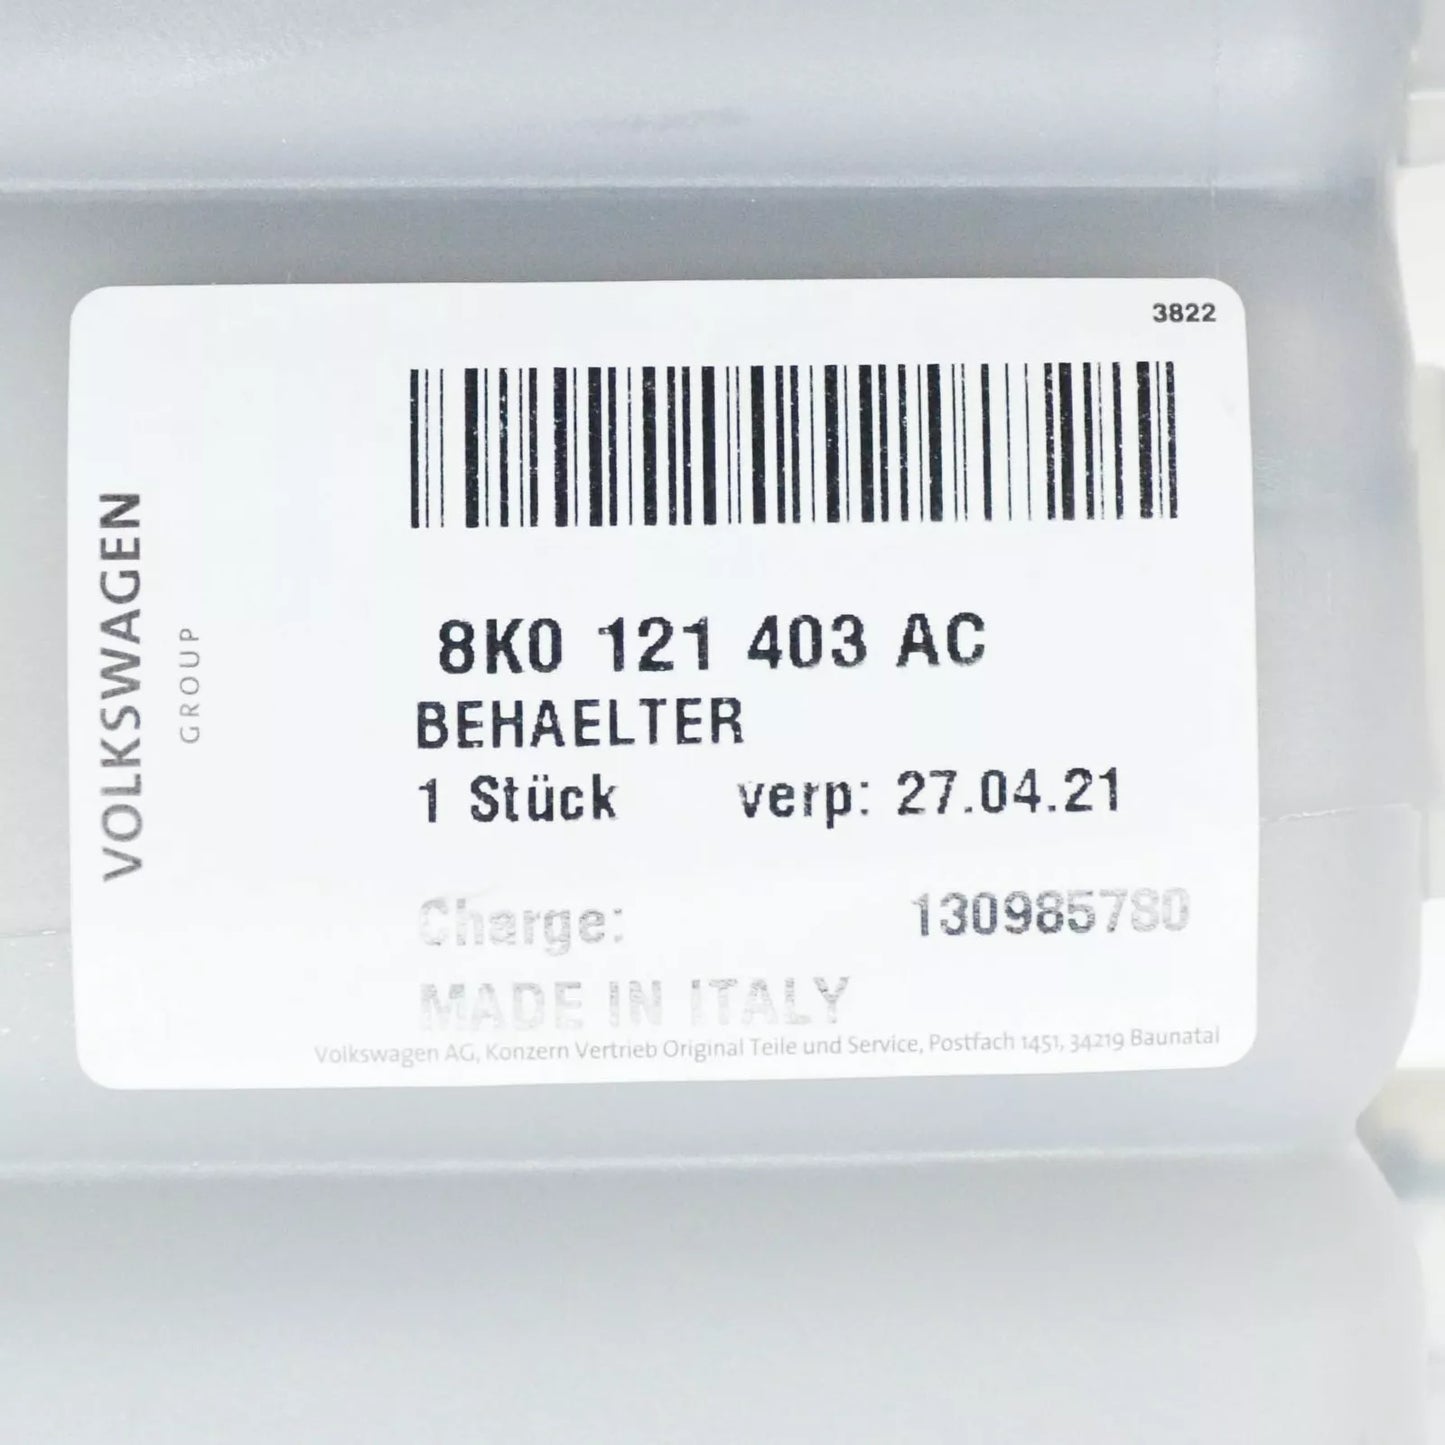 3822
VOLKSWAGEN
GROUP
8K0 121 403 AC
BEHAELTER
1 Stück verp: 27.04.21
Charge: 130985780
MADE IN ITALY
Volkswagen AG, Konzern Vertrieb Original Teile und Service, Postfach 1451, 34219 Baunatal